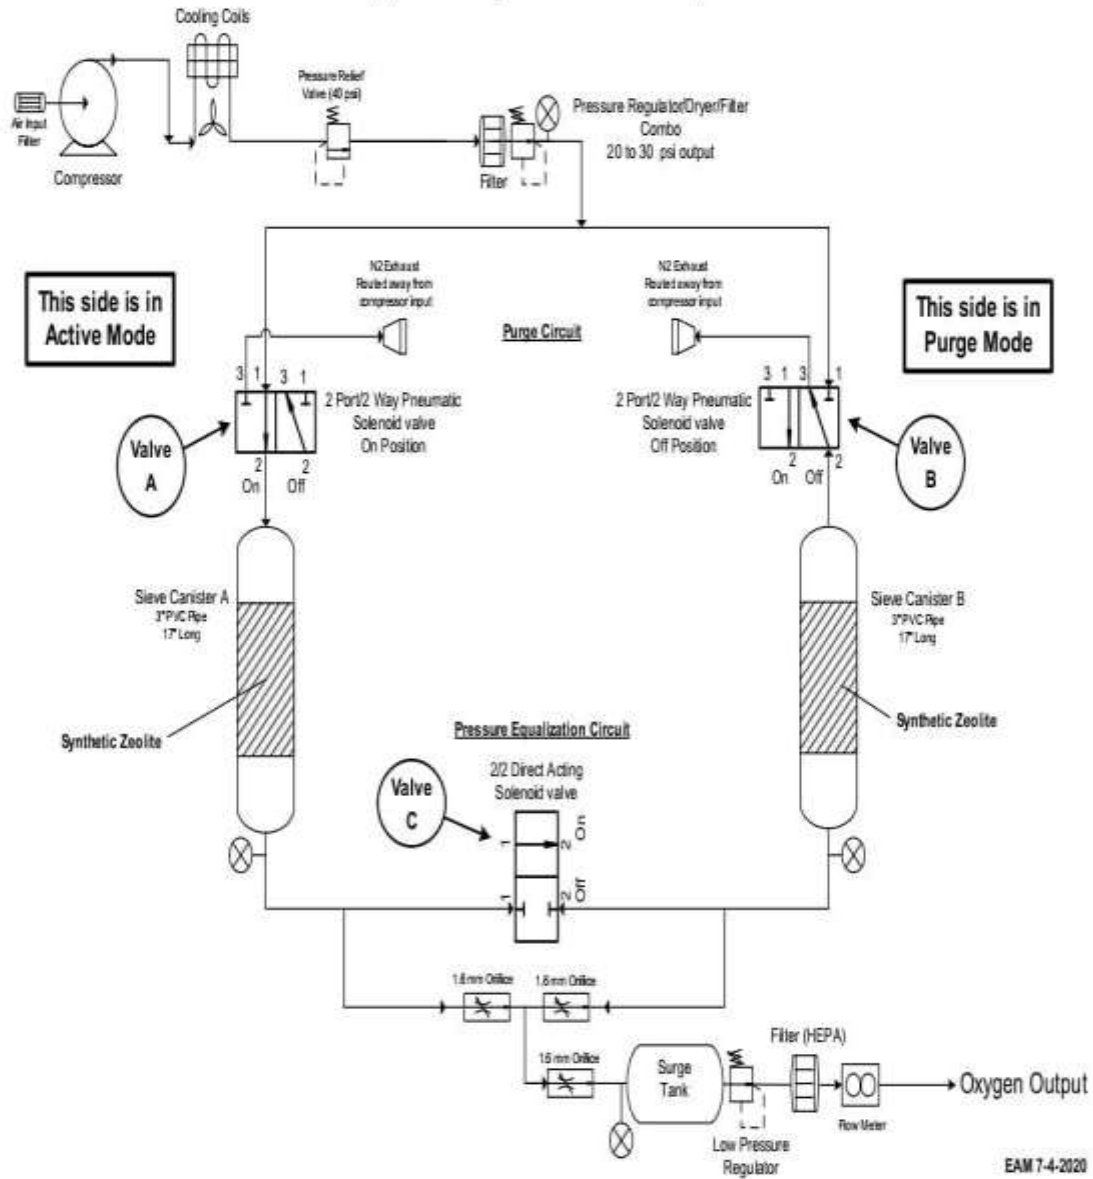 Cooling Coils
Pressure Relief
Valve (40 psi)
Air Input
Filter
Compressor
Filter
Pressure Regulator/Dryer/Filter
Combo
20 to 30 psi output
This side is in
Active Mode
N2 Exhaust
Routed away from
compressor input
Purge Circuit
N2 Exhaust
Routed away from
compressor input
This side is in
Purge Mode
3 1 3 1
2 Port/2 Way Pneumatic
Solenoid valve
On Position
2 2
On Off
Valve
A
2 Port/2 Way Pneumatic
Solenoid valve
Off Position
3 1 3 1
2 2
On Off
Valve
B
Sieve Canister A
3" PVC Pipe
17" Long
Synthetic Zeolite
Sieve Canister B
3" PVC Pipe
17" Long
Synthetic Zeolite
Pressure Equalization Circuit
2/2 Direct Acting
Solenoid valve
Valve
C
1 2 On
1 2 Off
1.6 mm Orifice
1.6 mm Orifice
1.6 mm Orifice
Surge
Tank
Filter (HEPA)
Oxygen Output
Flow Meter
Low Pressure
Regulator
EAM 7-4-2020